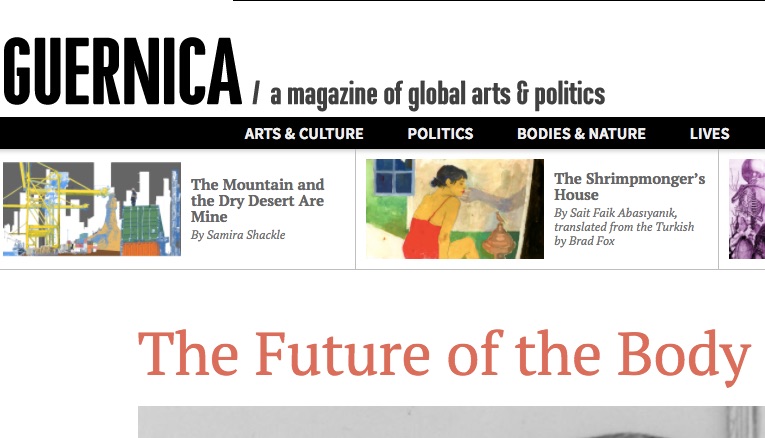 GUERNICA / a magazine of global arts & politics
ARTS & CULTURE POLITICS BODIES & NATURE LIVES
The Mountain and
the Dry Desert Are
Mine
By Samira Shackle
The Shrimpmonger’s
House
By Sait Faik Abasıyanık,
translated from the Turkish
by Brad Fox
The Future of the Body